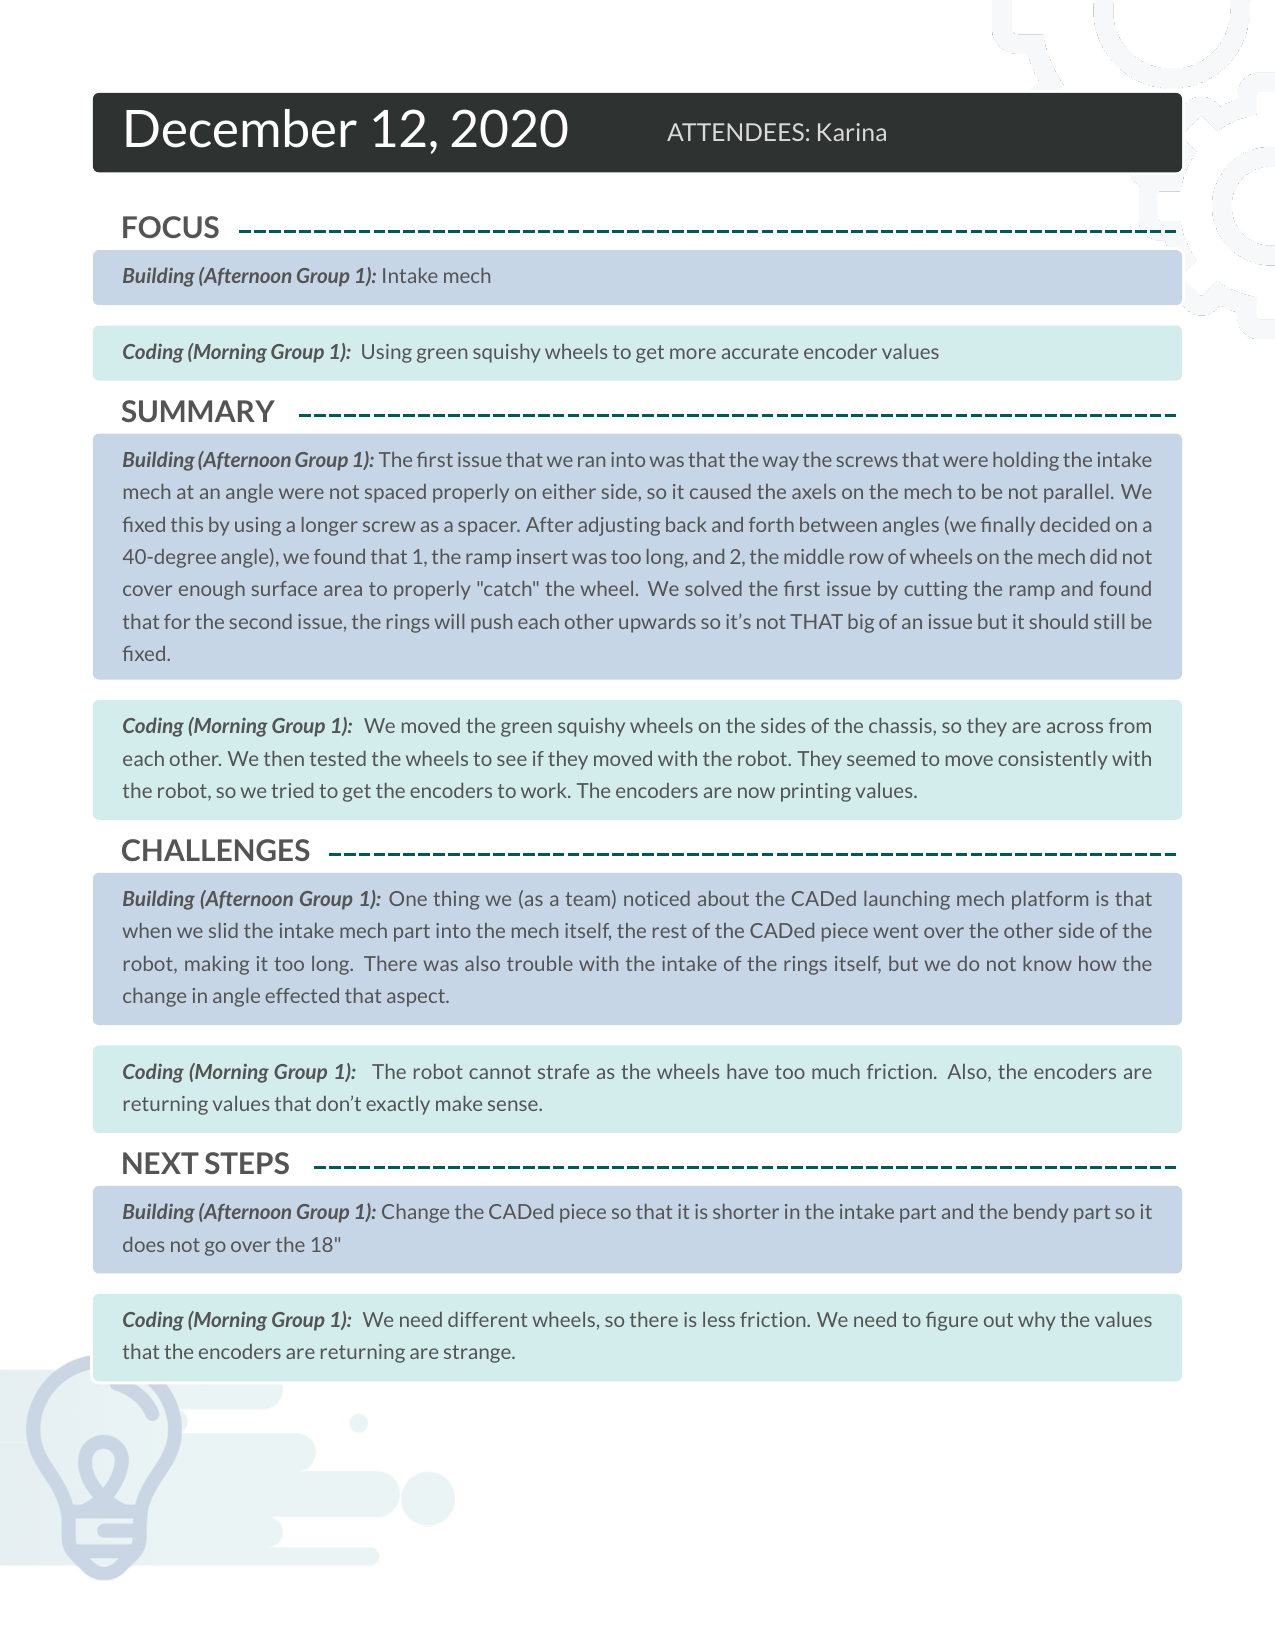 December 12, 2020 ATTENDEES: Karina
FOCUS
Building (Afternoon Group 1): Intake mech
Coding (Morning Group 1): Using green squishy wheels to get more accurate encoder values
SUMMARY
Building (Afternoon Group 1): The first issue that we ran into was that the way the screws that were holding the intake
mech at an angle were not spaced properly on either side, so it caused the axels on the mech to be not parallel. We
fixed this by using a longer screw as a spacer. After adjusting back and forth between angles (we finally decided on a
40-degree angle), we found that 1, the ramp insert was too long, and 2, the middle row of wheels on the mech did not
cover enough surface area to properly "catch" the wheel. We solved the first issue by cutting the ramp and found
that for the second issue, the rings will push each other upwards so it’s not THAT big of an issue but it should still be
fixed.
Coding (Morning Group 1): We moved the green squishy wheels on the sides of the chassis, so they are across from
each other. We then tested the wheels to see if they moved with the robot. They seemed to move consistently with
the robot, so we tried to get the encoders to work. The encoders are now printing values.
CHALLENGES
Building (Afternoon Group 1): One thing we (as a team) noticed about the CADed launching mech platform is that
when we slid the intake mech part into the mech itself, the rest of the CADed piece went over the other side of the
robot, making it too long. There was also trouble with the intake of the rings itself, but we do not know how the
change in angle effected that aspect.
Coding (Morning Group 1): The robot cannot strafe as the wheels have too much friction. Also, the encoders are
returning values that don’t exactly make sense.
NEXT STEPS
Building (Afternoon Group 1): Change the CADed piece so that it is shorter in the intake part and the bendy part so it
does not go over the 18"
Coding (Morning Group 1): We need different wheels, so there is less friction. We need to figure out why the values
that the encoders are returning are strange.